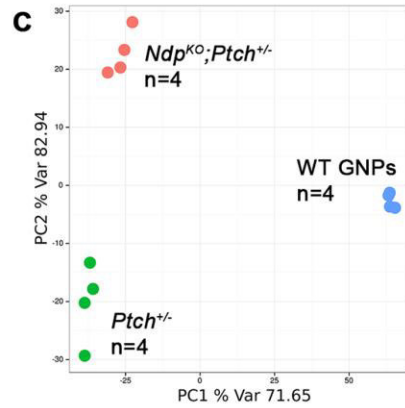 C
30
Ndp^KO;Ptch^+/-
n=4
20
10
WT GNPs
n=4
0
PC2 % Var 82.94
-10
-20
Ptch^+/-
n=4
-30
-25 0 25 50
PC1 % Var 71.65